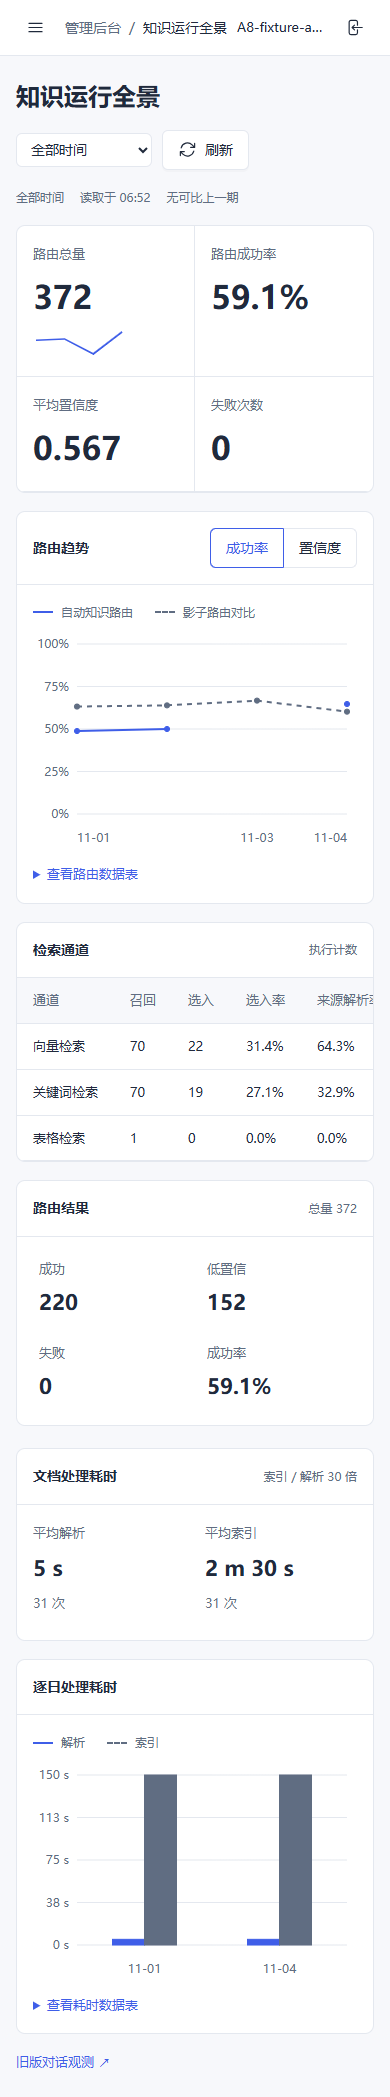 管理后台 / 知识运行全景 A8-fixture-a...
知识运行全景
全部时间 刷新
全部时间 读取于 06:52 无可比上一期
路由总量 路由成功率
372 59.1%
平均置信度 失败次数
0.567 0
路由趋势 成功率 置信度
自动知识路由 影子路由对比
100%
75%
50%
25%
0%
11-01 11-03 11-04
▶ 查看路由数据表
检索通道 执行计数
通道 召回 选入 选入率 来源解析
向量检索 70 22 31.4% 64.3%
关键词检索 70 19 27.1% 32.9%
表格检索 1 0 0.0% 0.0%
路由结果 总量 372
成功 低置信
220 152
失败 成功率
0 59.1%
文档处理耗时 索引 / 解析 30 倍
平均解析 平均索引
5 s 2 m 30 s
31 次 31 次
逐日处理耗时
解析 索引
150 s
113 s
75 s
38 s
0 s
11-01 11-04
▶ 查看耗时数据表
旧版对话观测 ↗